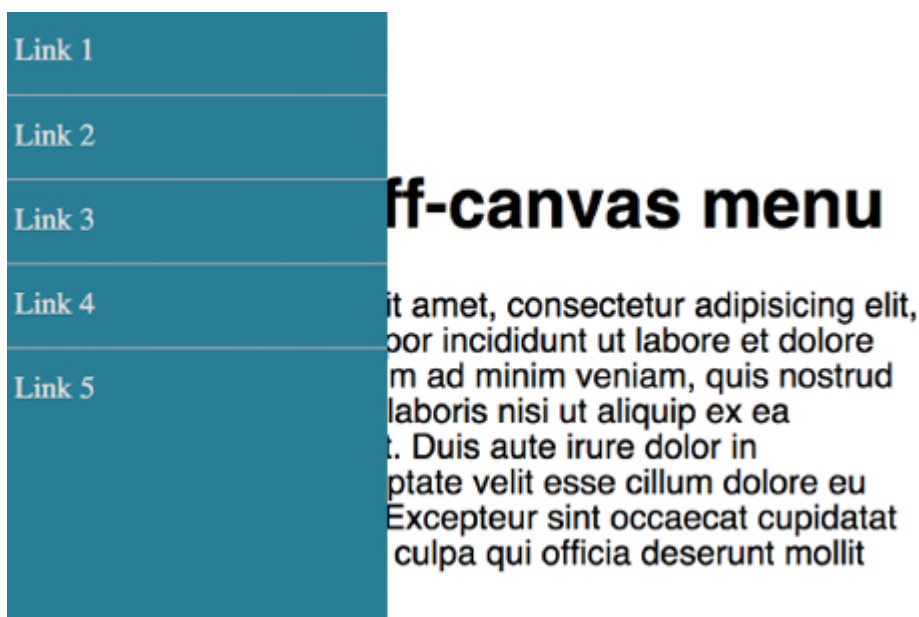 Link 1
Link 2
Link 3
Link 4
Link 5
ff-canvas menu
it amet, consectetur adipisicing elit,
por incididunt ut labore et dolore
m ad minim veniam, quis nostrud
laboris nisi ut aliquip ex ea
t. Duis aute irure dolor in
ptate velit esse cillum dolore eu
Excepteur sint occaecat cupidatat
culpa qui officia deserunt mollit